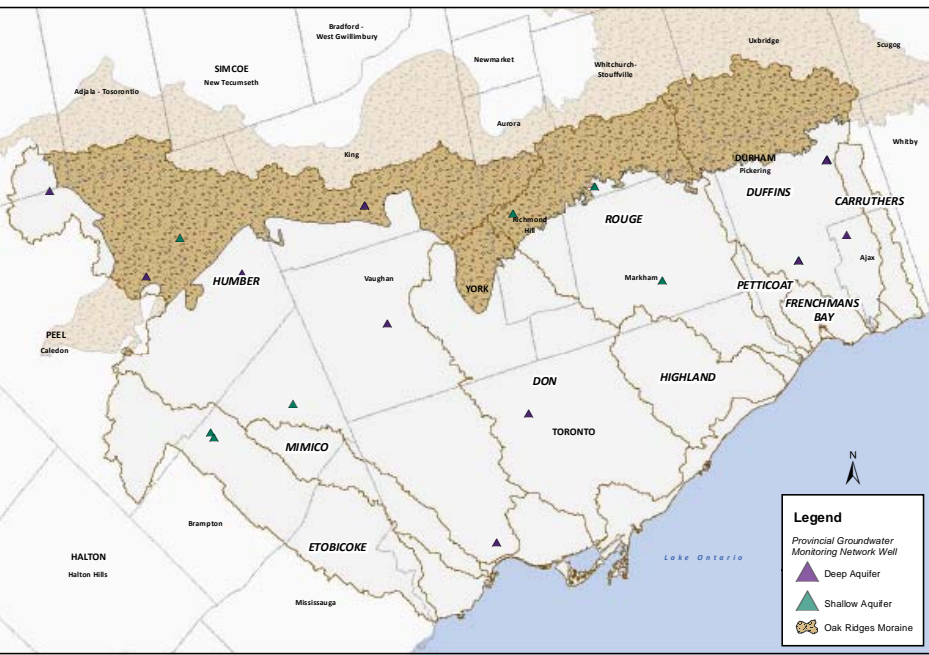 Bradford -
West Gwillimbury
Uxbridge
Scugog
Newmarket
Whitchurch-
Stouffville
SIMCOE
New Tecumseth
Adjala - Tosorontio
Aurora
Whitby
King
DURHAM
Pickering
DUFFINS
CARRUTHERS
ROUGE
Richmond
Hill
Ajax
HUMBER
Vaughan
Markham
YORK
PETTICOAT
FRENCHMANS
BAY
PEEL
Caledon
DON
HIGHLAND
TORONTO
MIMICO
N
Brampton
ETOBICOKE
HALTON
Halton Hills
Mississauga
Lake Ontario
Legend
Provincial Groundwater
Monitoring Network Well
Deep Aquifer
Shallow Aquifer
Oak Ridges Moraine